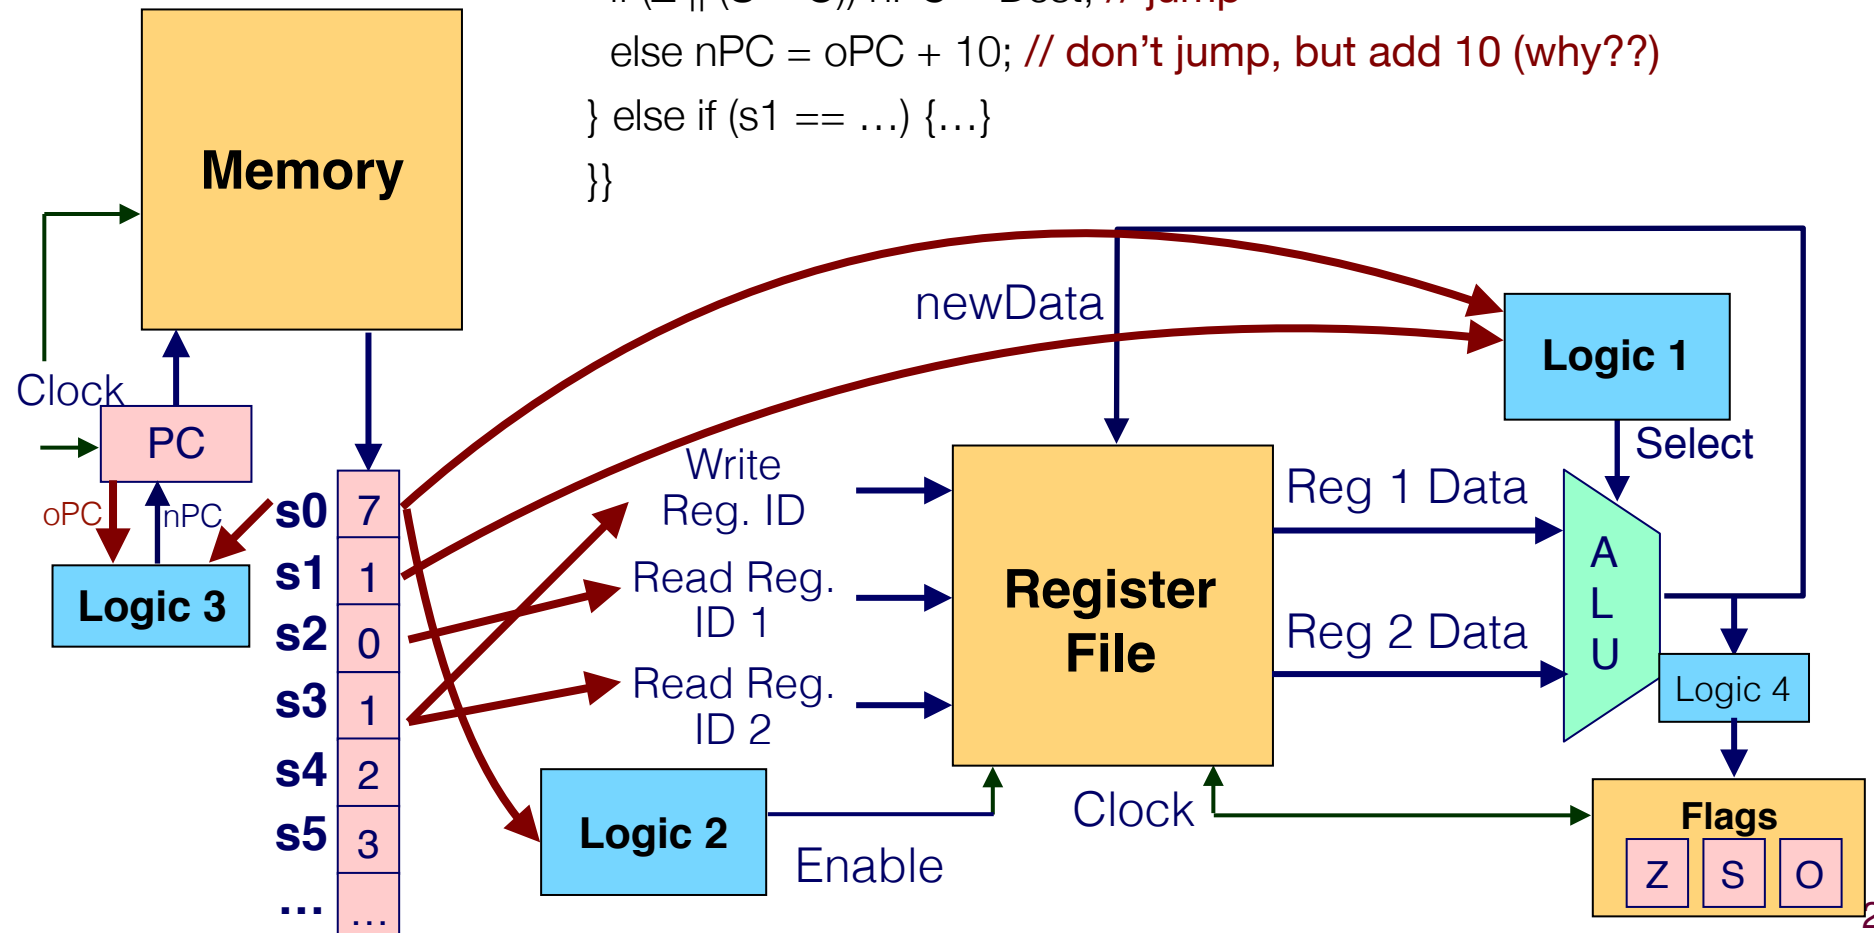 else nPC = oPC + 10; // don't jump, but add 10 (why??)
} else if (s1 == …) {…}
}}
Memory
newData
Logic 1
Clock
PC
Select
oPC
nPC
s0
7
s1
1
s2
0
s3
1
s4
2
s5
3
…
…
Logic 3
Write
Reg. ID
Read Reg.
ID 1
Read Reg.
ID 2
Register
File
Reg 1 Data
Reg 2 Data
A
L
U
Logic 4
Logic 2
Enable
Clock
Flags
Z
S
O